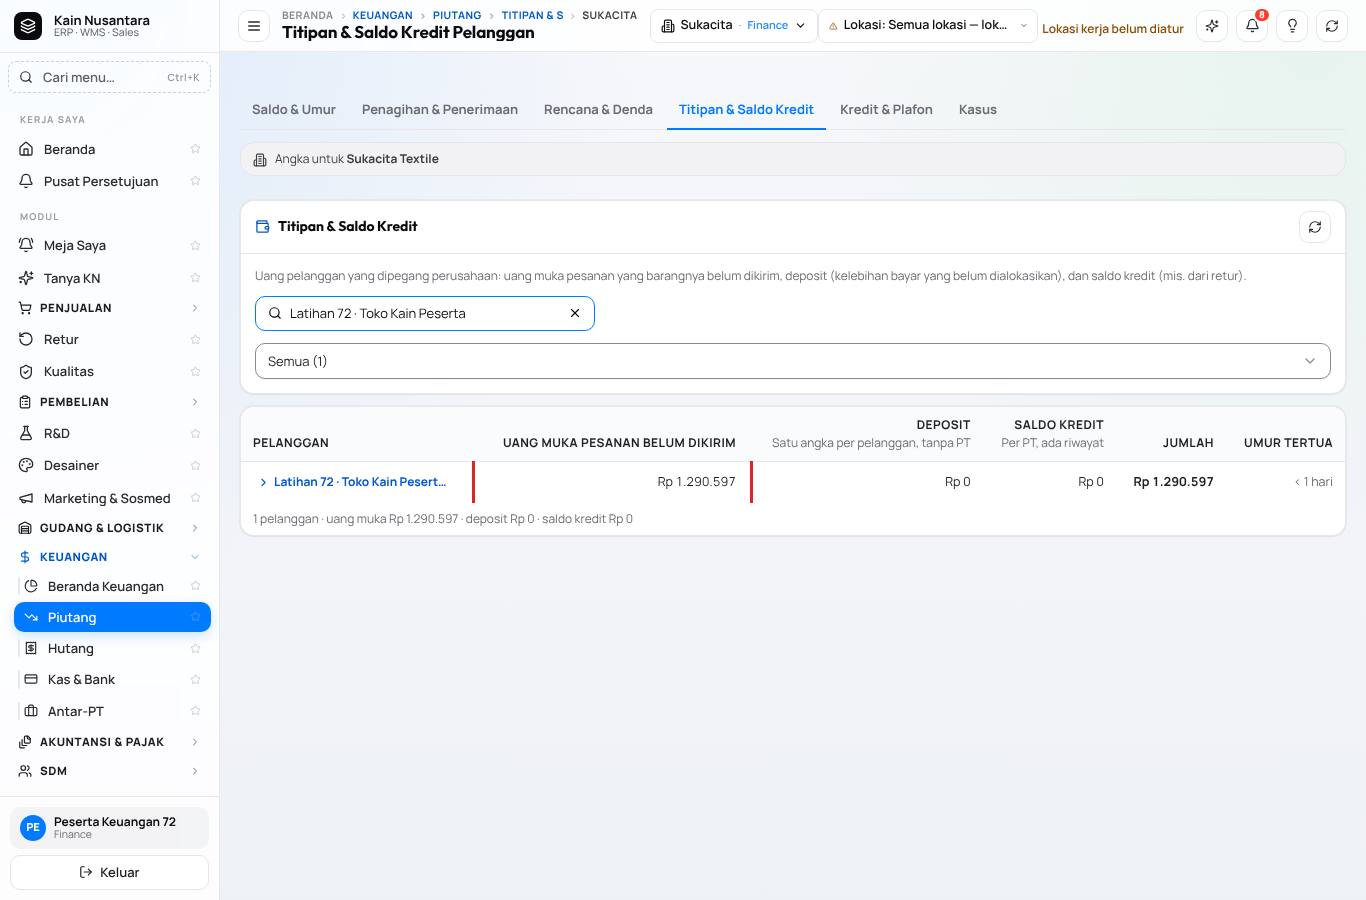 Kain Nusantara
ERP · WMS · Sales
Cari menu... Ctrl+K
KERJA SAYA
Beranda
Pusat Persetujuan
MODUL
Meja Saya
Tanya KN
PENJUALAN
Retur
Kualitas
PEMBELIAN
R&D
Desainer
Marketing & Sosmed
GUDANG & LOGISTIK
KEUANGAN
Beranda Keuangan
Piutang
Hutang
Kas & Bank
Antar-PT
AKUNTANSI & PAJAK
SDM
PE
Peserta Keuangan 72
Finance
Keluar
BERANDA > KEUANGAN > PIUTANG > TITIPAN & S > SUKACITA
Titipan & Saldo Kredit Pelanggan
Sukacita · Finance
Lokasi: Semua lokasi — lok...
Lokasi kerja belum diatur
8
Saldo & Umur Penagihan & Penerimaan Rencana & Denda Titipan & Saldo Kredit Kredit & Plafon Kasus
Angka untuk Sukacita Textile
Titipan & Saldo Kredit
Uang pelanggan yang dipegang perusahaan: uang muka pesanan yang barangnya belum dikirim, deposit (kelebihan bayar yang belum dialokasikan), dan saldo kredit (mis. dari retur).
Latihan 72 · Toko Kain Peserta
Semua (1)
PELANGGAN UANG MUKA PESANAN BELUM DIKIRIM DEPOSIT SALDO KREDIT JUMLAH UMUR TERTUA
Satu angka per pelanggan, tanpa PT Per PT, ada riwayat
Latihan 72 · Toko Kain Pesert... Rp 1.290.597 Rp 0 Rp 0 Rp 1.290.597 < 1 hari
1 pelanggan · uang muka Rp 1.290.597 · deposit Rp 0 · saldo kredit Rp 0